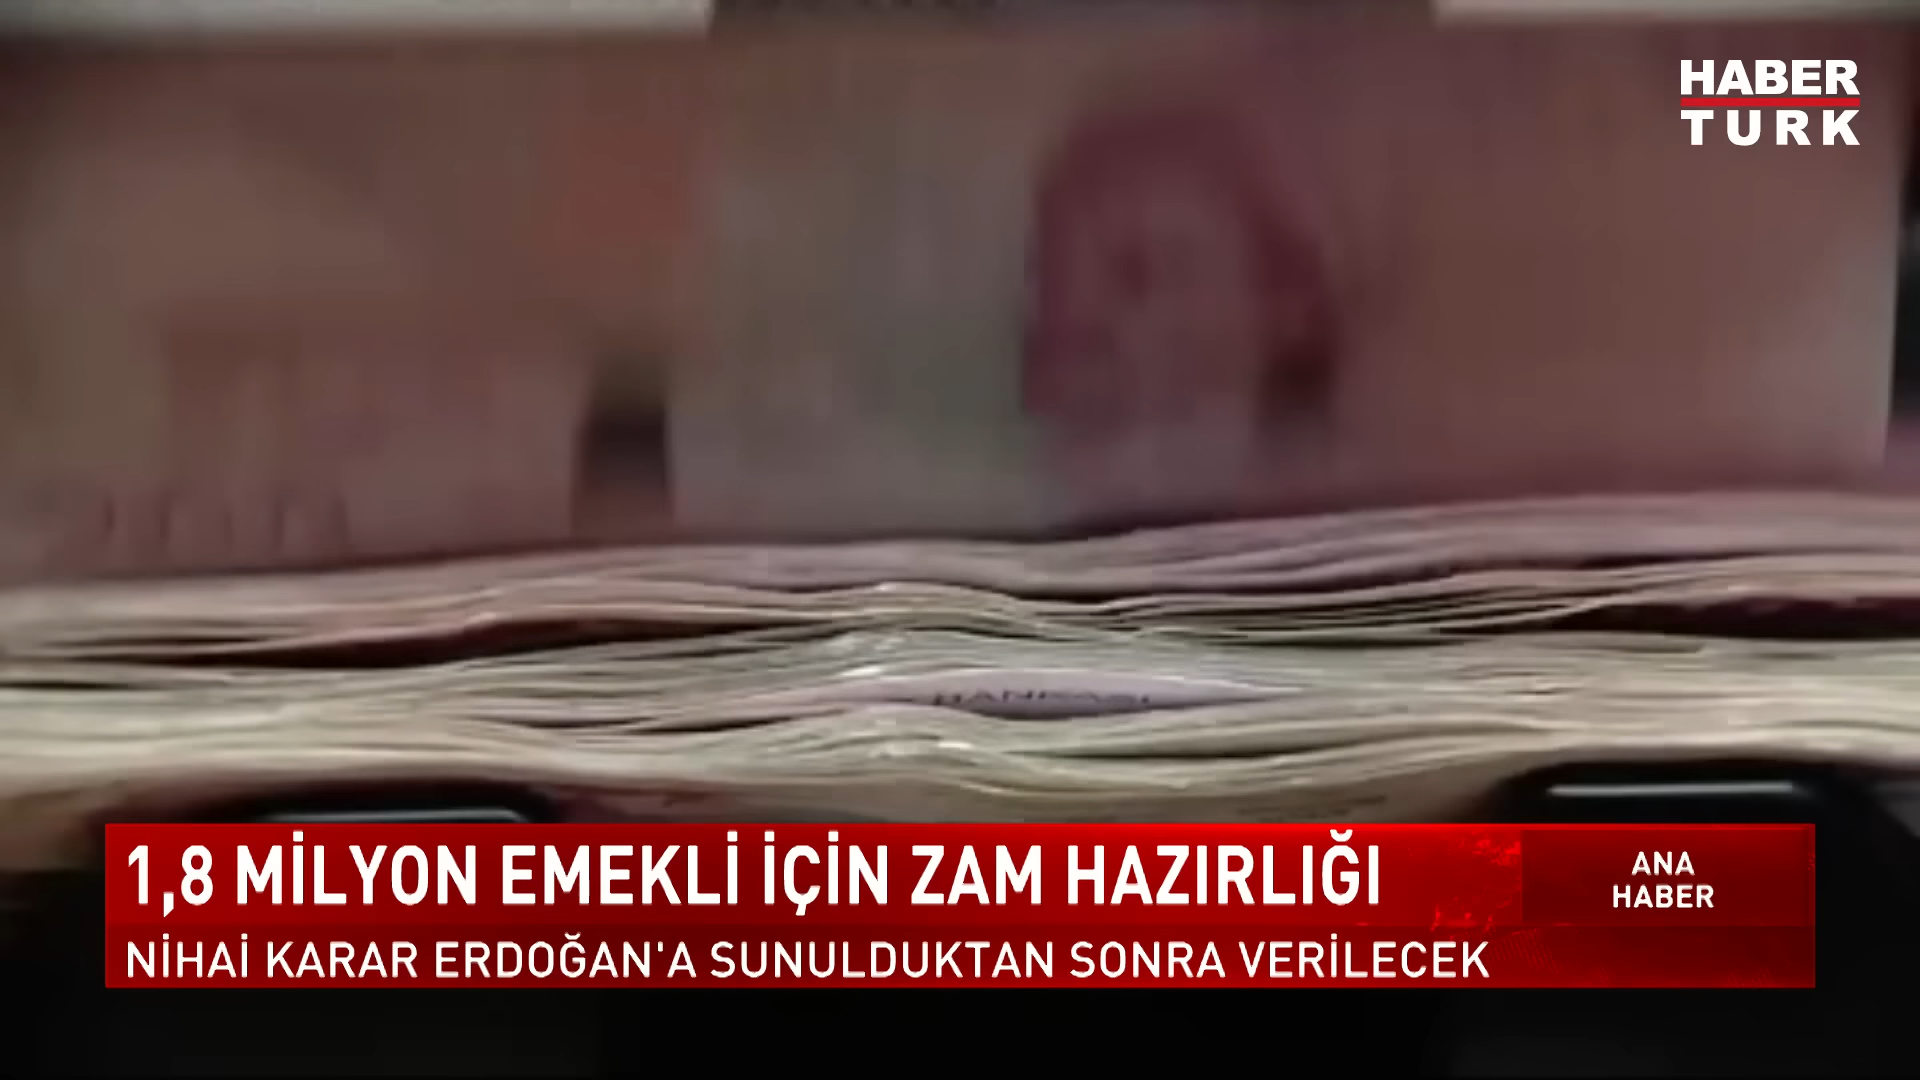 HABER
TURK
1,8 MİLYON EMEKLİ İÇİN ZAM HAZIRLIĞI
ANA
HABER
NİHAİ KARAR ERDOĞAN'A SUNULDUKTAN SONRA VERİLECEK